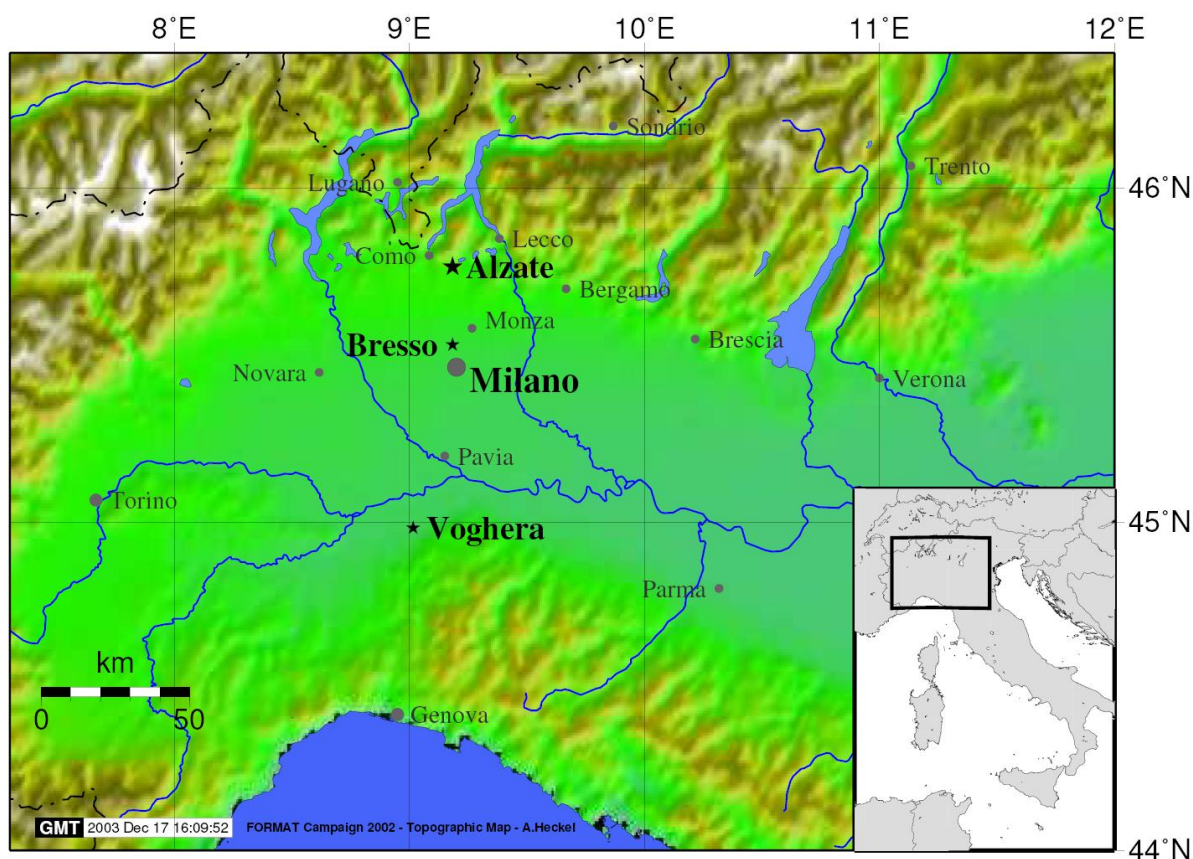 8°E 9°E 10°E 11°E 12°E
Sondrio
Trento
Lugano
46°N
Lecco
Como
Alzate
Bergamo
Monza
Bresso
Brescia
Novara
Milano
Verona
Pavia
Torino
45°N
Voghera
Parma
km
0 50
Genova
GMT 2003 Dec 17 16:09:52 FORMAT Campaign 2002 - Topographic Map - A.Heckel
44°N